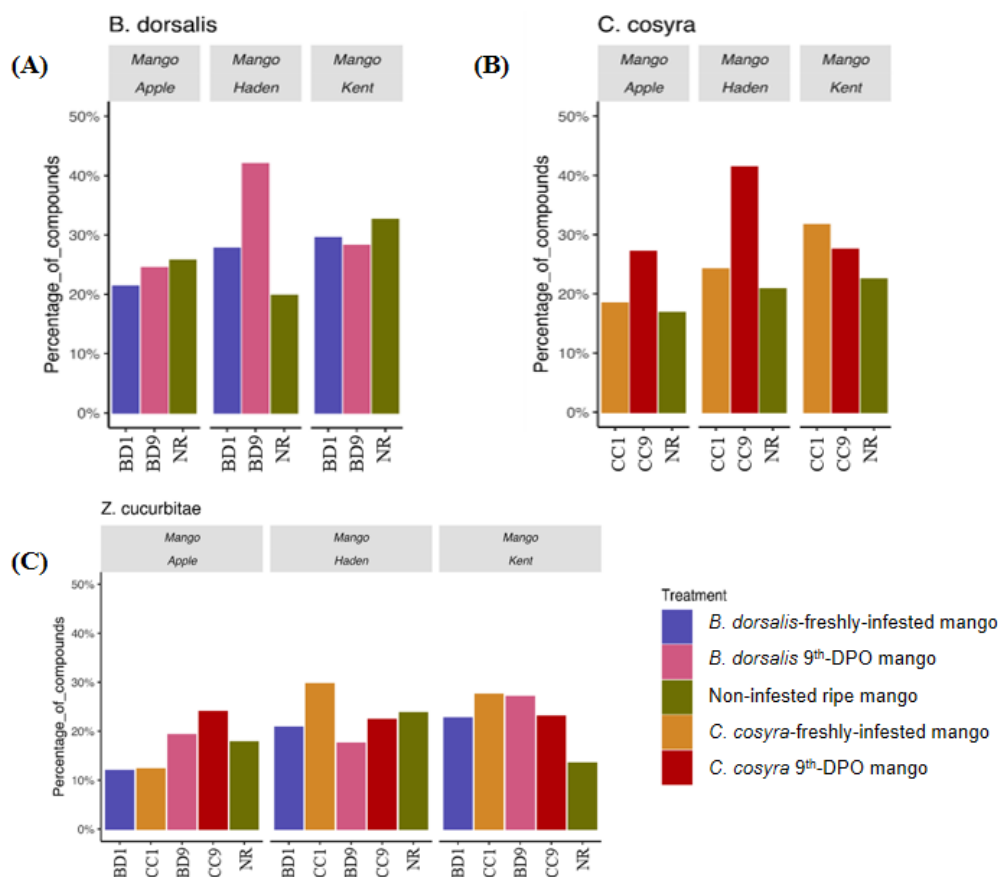 B. dorsalis
C. cosyra
(A)
Mango Mango Mango
Apple Haden Kent
(B)
Mango Mango Mango
Apple Haden Kent
Percentage_of_compounds
50%
40%
30%
20%
10%
0%
BD1 BD9 NR BD1 BD9 NR BD1 BD9 NR
Percentage_of_compounds
50%
40%
30%
20%
10%
0%
CC1 CC9 NR CC1 CC9 NR CC1 CC9 NR
Z. cucurbitae
(C)
Mango Mango Mango
Apple Haden Kent
Percentage_of_compounds
50%
40%
30%
20%
10%
0%
BD1 CC1 BD9 CC9 NR BD1 CC1 BD9 CC9 NR BD1 CC1 BD9 CC9 NR
Treatment
B. dorsalis-freshly-infested mango
B. dorsalis 9th-DPO mango
Non-infested ripe mango
C. cosyra-freshly-infested mango
C. cosyra 9th-DPO mango